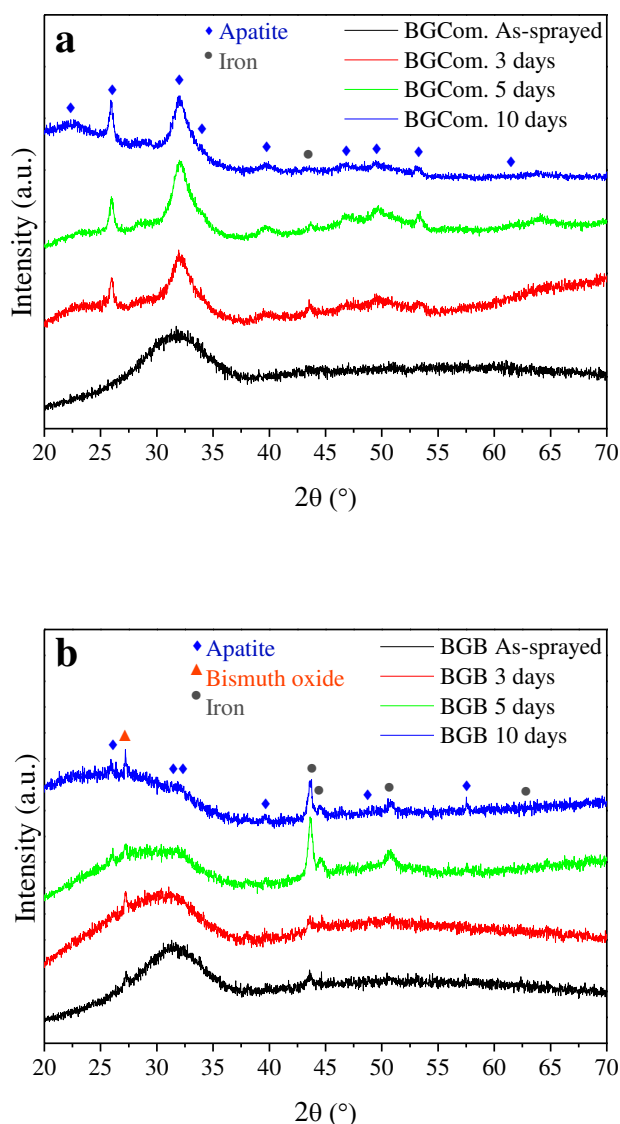 a
Apatite
Iron
BGCom. As-sprayed
BGCom. 3 days
BGCom. 5 days
BGCom. 10 days
Intensity (a.u.)
20 25 30 35 40 45 50 55 60 65 70
2θ (°)
b
Apatite
Bismuth oxide
Iron
BGB As-sprayed
BGB 3 days
BGB 5 days
BGB 10 days
Intensity (a.u.)
20 25 30 35 40 45 50 55 60 65 70
2θ (°)